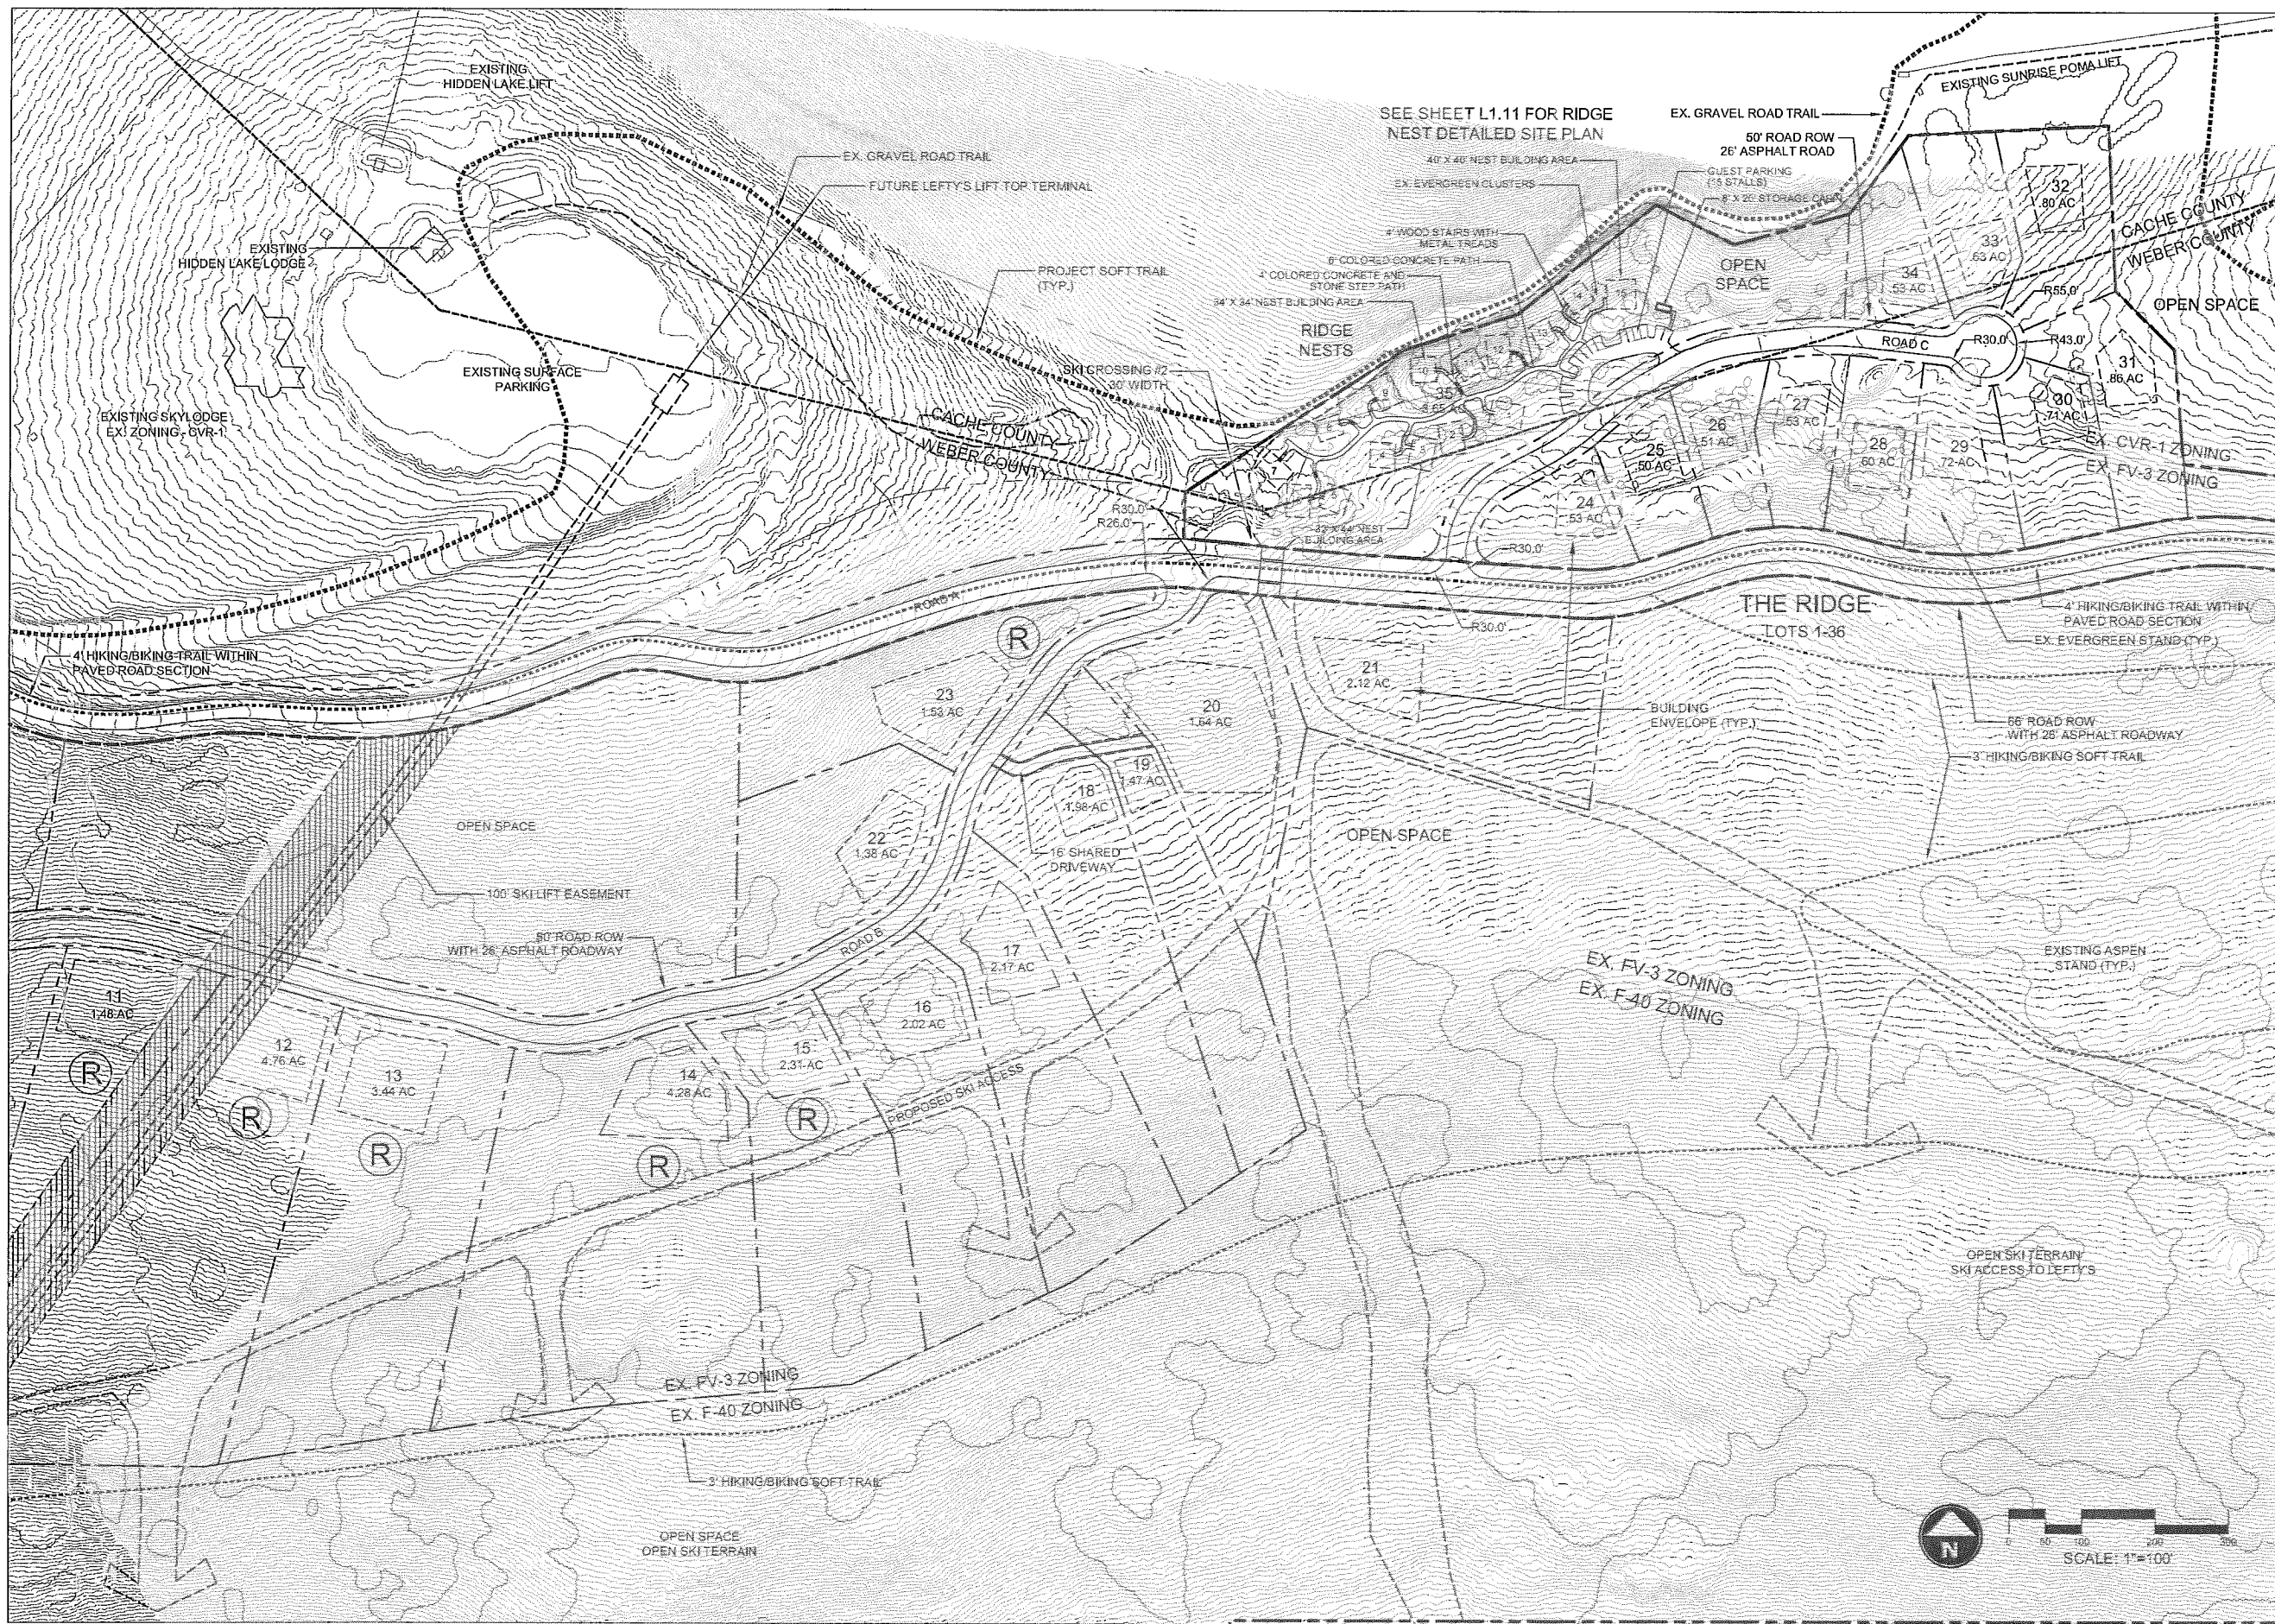 EXISTING
HIDDEN LAKE LIFT
EX. GRAVEL ROAD TRAIL
FUTURE LEFTY'S LIFT TOP TERMINAL
EXISTING
HIDDEN LAKE LODGE
PROJECT SOFT TRAIL
(TYP.)
EXISTING SURFACE
PARKING
EXISTING SKYLODGE
EX. ZONING - CVR-1
CACHE COUNTY
WEBER COUNTY
SEE SHEET L1.11 FOR RIDGE
NEST DETAILED SITE PLAN
40' X 40' NEST BUILDING AREA
EX. EVERGREEN CLUSTERS
4' WOOD STAIRS WITH
METAL TREADS
6' COLORED CONCRETE PATH
4' COLORED CONCRETE AND
STONE STEP PATH
34' X 34' NEST BUILDING AREA
RIDGE
NESTS
SKI CROSSING #2
30' WIDTH
EX. GRAVEL ROAD TRAIL
50' ROAD ROW
26' ASPHALT ROAD
GUEST PARKING
(15 STALLS)
8' X 20' STORAGE CABIN
EXISTING SUNRISE POMA LIFT
OPEN
SPACE
32
.80 AC
33
.63 AC
34
.53 AC
CACHE COUNTY
WEBER COUNTY
OPEN SPACE
R55.0'
R30.0'
R43.0'
ROAD C
31
.86 AC
30
.71 AC
29
.72 AC
28
.60 AC
27
.53 AC
26
.51 AC
25
.50 AC
24
.53 AC
35
EX. CVR-1 ZONING
EX. FV-3 ZONING
R30.0'
R26.0'
32' X 44' NEST
BUILDING AREA
R30.0'
R30.0'
ROAD A
THE RIDGE
LOTS 1-36
4' HIKING/BIKING TRAIL WITHIN
PAVED ROAD SECTION
EX. EVERGREEN STAND (TYP.)
4' HIKING/BIKING TRAIL WITHIN
PAVED ROAD SECTION
R
23
1.53 AC
20
1.64 AC
21
2.12 AC
BUILDING
ENVELOPE (TYP.)
66' ROAD ROW
WITH 28' ASPHALT ROADWAY
3' HIKING/BIKING SOFT TRAIL
19
1.47 AC
18
1.98 AC
16' SHARED
DRIVEWAY
22
1.38 AC
OPEN SPACE
OPEN SPACE
100' SKI LIFT EASEMENT
50' ROAD ROW
WITH 26' ASPHALT ROADWAY
ROAD B
17
2.17 AC
16
2.02 AC
15
2.31 AC
14
4.28 AC
13
3.44 AC
12
4.76 AC
11
1.48 AC
R
R
R
R
R
PROPOSED SKI ACCESS
EX. FV-3 ZONING
EX. F-40 ZONING
EXISTING ASPEN
STAND (TYP.)
OPEN SKI TERRAIN
SKI ACCESS TO LEFTY'S
EX. FV-3 ZONING
EX. F-40 ZONING
3' HIKING/BIKING SOFT TRAIL
OPEN SPACE
OPEN SKI TERRAIN
N
0 50 100 200 300
SCALE: 1"=100'